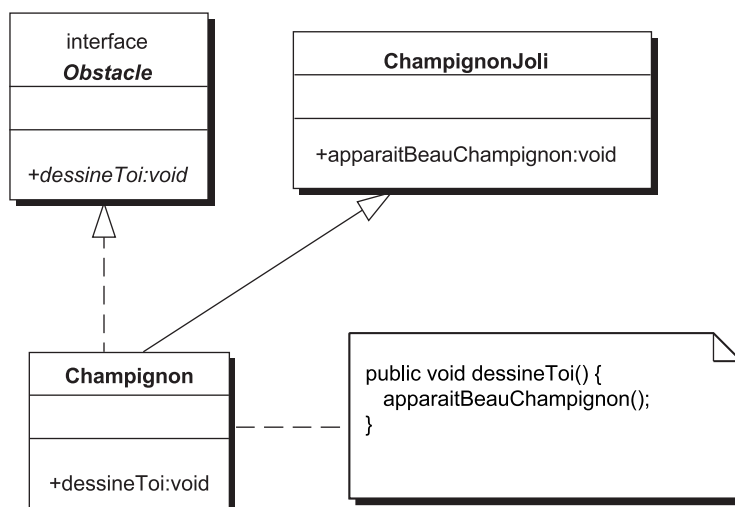 interface
Obstacle
+dessineToi:void
ChampignonJoli
+apparaitBeauChampignon:void
Champignon
+dessineToi:void
public void dessineToi() {
apparaitBeauChampignon();
}